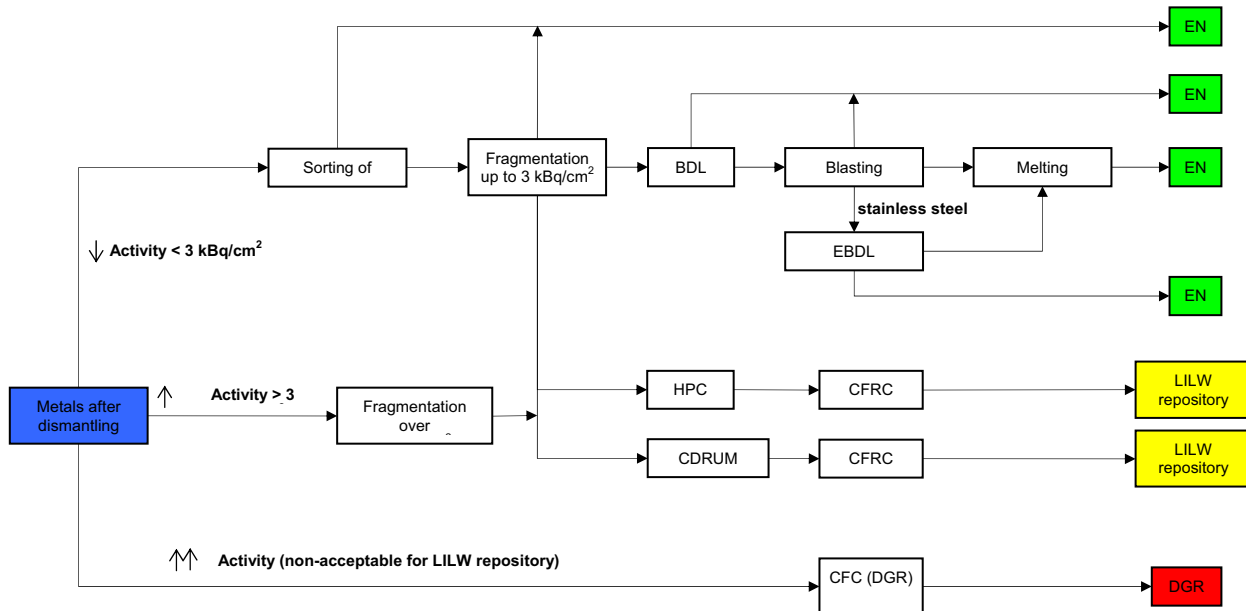 EN
EN
Sorting of
Fragmentation
up to 3 kBq/cm²
BDL
Blasting
Melting
EN
stainless steel
↓ Activity < 3 kBq/cm²
EBDL
EN
Metals after
dismantling
↑ Activity > 3
Fragmentation
over
HPC
CFRC
LILW
repository
CDRUM
CFRC
LILW
repository
↑↑ Activity (non-acceptable for LILW repository)
CFC (DGR)
DGR